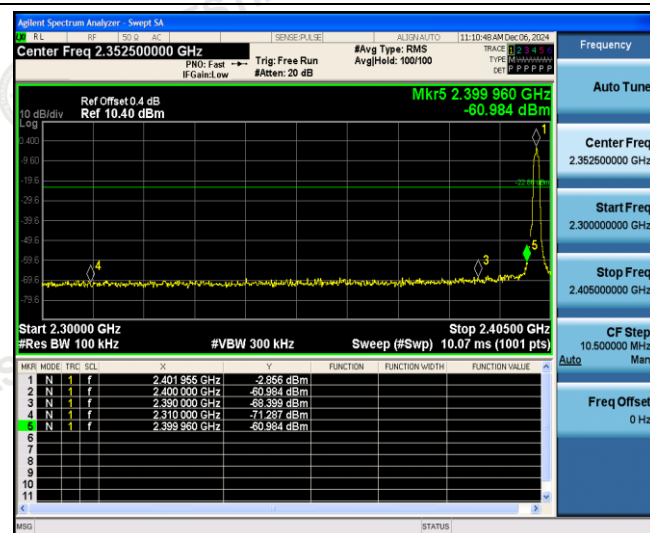 Agilent Spectrum Analyzer - Swept SA
RL RF 50 Ω AC SENSE:PULSE ALIGN AUTO 11:10:48 AM Dec 06, 2024
Center Freq 2.352500000 GHz #Avg Type: RMS TRACE 1 2 3 4 5 6
PNO: Fast Trig: Free Run Avg|Hold: 100/100 TYPE M
IFGain:Low #Atten: 20 dB DET P P P P P P
Mkr5 2.399 960 GHz
-60.984 dBm
Ref Offset 0.4 dB
10 dB/div Ref 10.40 dBm
Log
1
0.400
-9.60
-19.6
-22.86 dBm
-29.6
-39.6
-49.6
5
-59.6
4 3
-69.6
-79.6
Start 2.30000 GHz Stop 2.40500 GHz
#Res BW 100 kHz #VBW 300 kHz Sweep (#Swp) 10.07 ms (1001 pts)
MKR MODE TRC SCL X Y FUNCTION FUNCTION WIDTH FUNCTION VALUE
1 N 1 f 2.401 955 GHz -2.856 dBm
2 N 1 f 2.400 000 GHz -60.984 dBm
3 N 1 f 2.390 000 GHz -68.399 dBm
4 N 1 f 2.310 000 GHz -71.287 dBm
5 N 1 f 2.399 960 GHz -60.984 dBm
6
7
8
9
10
11
MSG STATUS
Frequency
Auto Tune
Center Freq
2.352500000 GHz
Start Freq
2.300000000 GHz
Stop Freq
2.405000000 GHz
CF Step
10.500000 MHz
Auto Man
Freq Offset
0 Hz